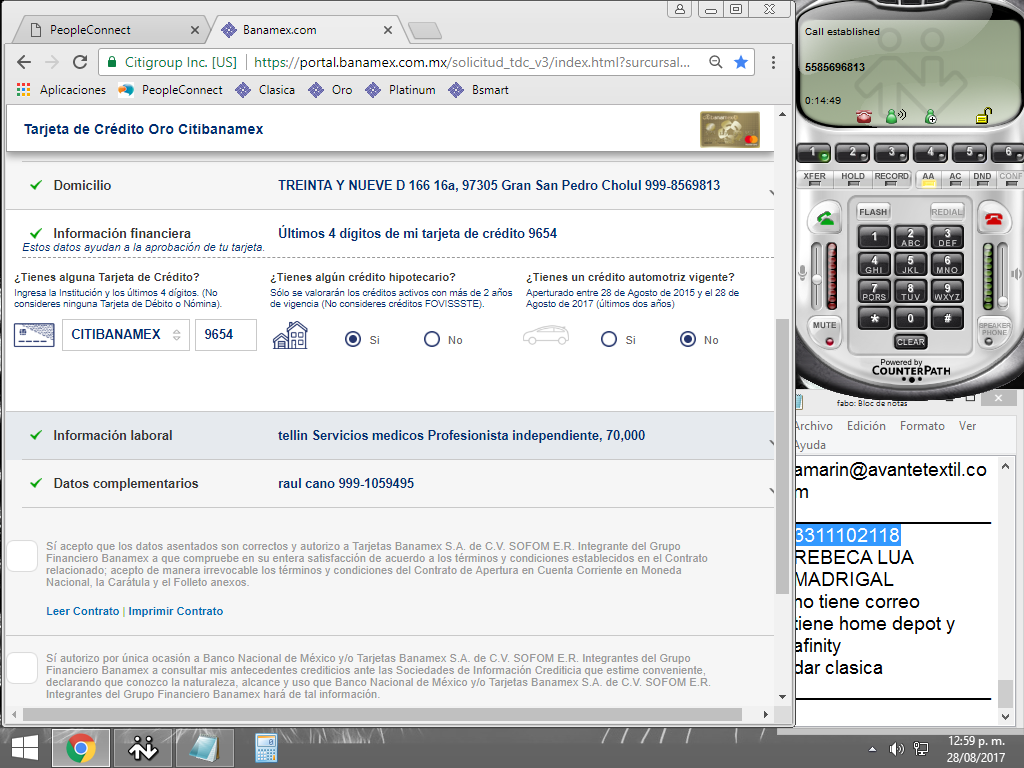 PeopleConnect
Banamex.com
Citigroup Inc. [US]
https://portal.banamex.com.mx/solicitud_tdc_v3/index.html?surcursal...
Aplicaciones
PeopleConnect
Clasica
Oro
Platinum
Bsmart
Tarjeta de Crédito Oro Citibanamex
Domicilio
TREINTA Y NUEVE D 166 16a, 97305 Gran San Pedro Cholul 999-8569813
Información financiera
Últimos 4 dígitos de mi tarjeta de crédito 9654
Estos datos ayudan a la aprobación de tu tarjeta.
¿Tienes alguna Tarjeta de Crédito?
Ingresa la Institución y los últimos 4 dígitos. (No
consideres ninguna Tarjeta de Débito o Nómina).
CITIBANAMEX
9654
¿Tienes algún crédito hipotecario?
Sólo se valorarán los créditos activos con más de 2 años
de vigencia (No consideres créditos FOVISSSTE).
Si
No
¿Tienes un crédito automotriz vigente?
Aperturado entre 28 de Agosto de 2015 y el 28 de
Agosto de 2017 (últimos dos años)
Si
No
Información laboral
tellin Servicios medicos Profesionista independiente, 70,000
Datos complementarios
raul cano 999-1059495
Sí acepto que los datos asentados son correctos y autorizo a Tarjetas Banamex S.A. de C.V. SOFOM E.R. Integrante del Grupo
Financiero Banamex a que compruebe en su entera satisfacción de acuerdo a los términos y condiciones establecidos en el Contrato
relacionado; acepto de manera irrevocable los términos y condiciones del Contrato de Apertura en Cuenta Corriente en Moneda
Nacional, la Carátula y el Folleto anexos.
Leer Contrato | Imprimir Contrato
Sí autorizo por única ocasión a Banco Nacional de México y/o Tarjetas Banamex S.A. de C.V. SOFOM E.R. Integrantes del Grupo
Financiero Banamex a consultar mis antecedentes crediticios ante las Sociedades de Información Crediticia que estime conveniente,
declarando que conozco la naturaleza, alcance y uso que Banco Nacional de México y/o Tarjetas Banamex S.A. de C.V. SOFOM E.R.
Integrantes del Grupo Financiero Banamex hará de tal información.
Call established
5585696813
0:14:49
1
2
3
4
5
6
XFER
HOLD
RECORD
AA
AC
DND
CONF
FLASH
REDIAL
1
2 ABC
3 DEF
4 GHI
5 JKL
6 MNO
7 PQRS
8 TUV
9 WXYZ
*
0
#
MUTE
CLEAR
SPEAKER
PHONE
Powered by
COUNTERPATH
fabo: Bloc de notas
Archivo
Edición
Formato
Ver
Ayuda
amarin@avantetextil.co
m
3311102118
REBECA LUA
MADRIGAL
no tiene correo
tiene home depot y
afinity
dar clasica
12:59 p. m.
28/08/2017